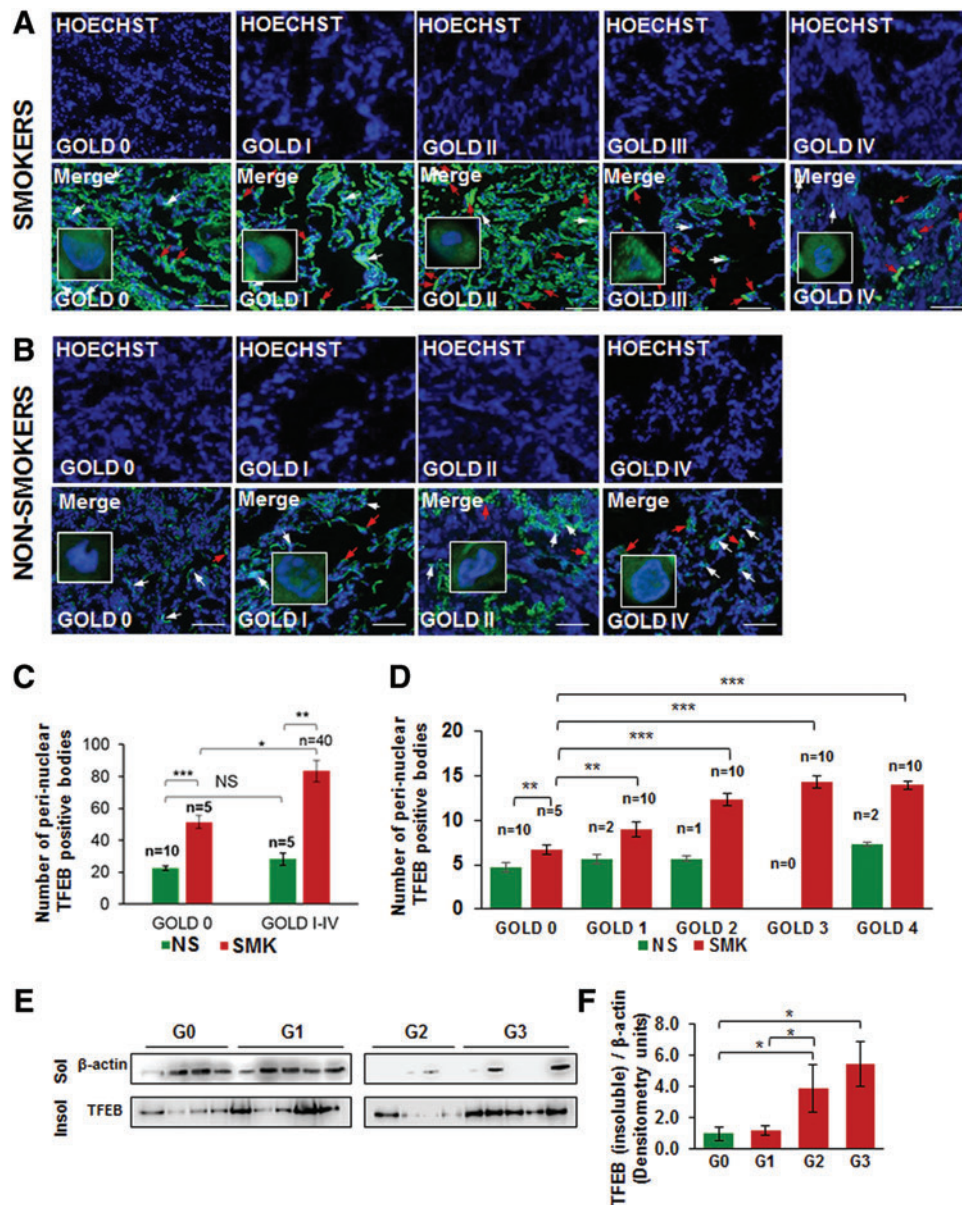 A
SMOKERS
HOECHST HOECHST HOECHST HOECHST HOECHST
GOLD 0 GOLD I GOLD II GOLD III GOLD IV
Merge Merge Merge Merge Merge
GOLD 0 GOLD I GOLD II GOLD III GOLD IV
B
NON-SMOKERS
HOECHST HOECHST HOECHST HOECHST
GOLD 0 GOLD I GOLD II GOLD IV
Merge Merge Merge Merge
GOLD 0 GOLD I GOLD II GOLD IV
C
Number of peri-nuclear
TFEB positive bodies
100
80
60
40
20
0
***
NS
*
**
n=10
n=5
n=5
n=40
GOLD 0 GOLD I-IV
NS SMK
D
Number of peri-nuclear
TFEB positive bodies
20
15
10
5
0
***
***
***
**
**
n=10
n=5
n=2
n=10
n=1
n=10
n=0
n=10
n=2
n=10
GOLD 0 GOLD 1 GOLD 2 GOLD 3 GOLD 4
NS SMK
E
G0 G1 G2 G3
Sol β-actin
Insol TFEB
F
TFEB (insoluble) / β-actin
(Densitometry units)
10.0
8.0
6.0
4.0
2.0
0.0
*
*
*
G0 G1 G2 G3